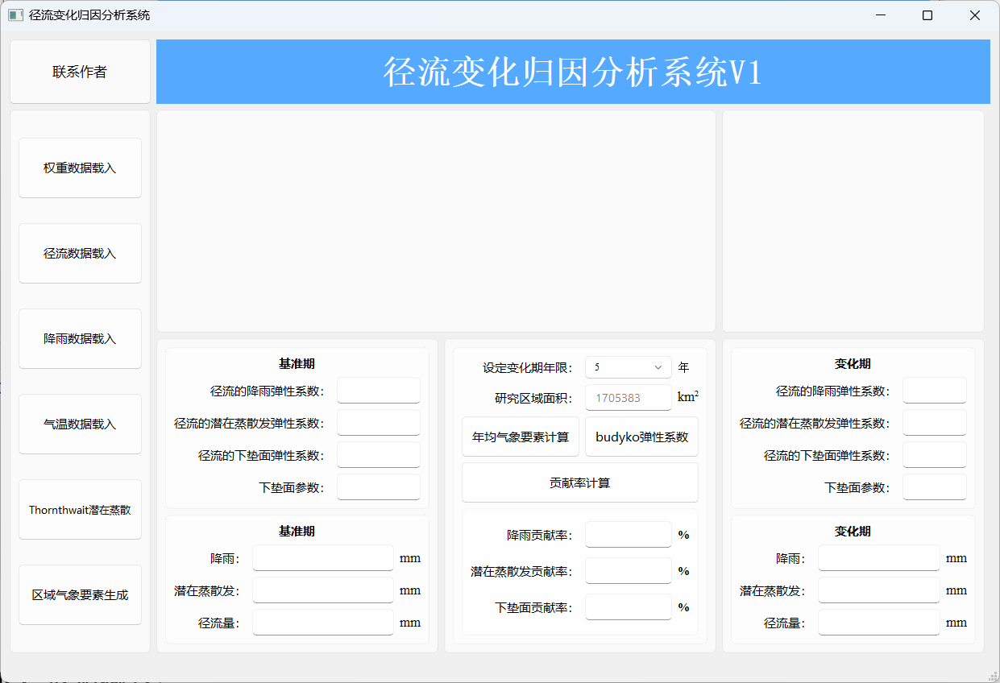 径流变化归因分析系统
联系作者
径流变化归因分析系统V1
权重数据载入
径流数据载入
降雨数据载入
气温数据载入
Thornthwait潜在蒸散
区域气象要素生成
基准期
径流的降雨弹性系数：
径流的潜在蒸散发弹性系数：
径流的下垫面弹性系数：
下垫面参数：
基准期
降雨： mm
潜在蒸散发： mm
径流量： mm
设定变化期年限： 5 年
研究区域面积： 1705383 km²
年均气象要素计算 budyko弹性系数
贡献率计算
降雨贡献率： %
潜在蒸散发贡献率： %
下垫面贡献率： %
变化期
径流的降雨弹性系数：
径流的潜在蒸散发弹性系数：
径流的下垫面弹性系数：
下垫面参数：
变化期
降雨： mm
潜在蒸散发： mm
径流量： mm